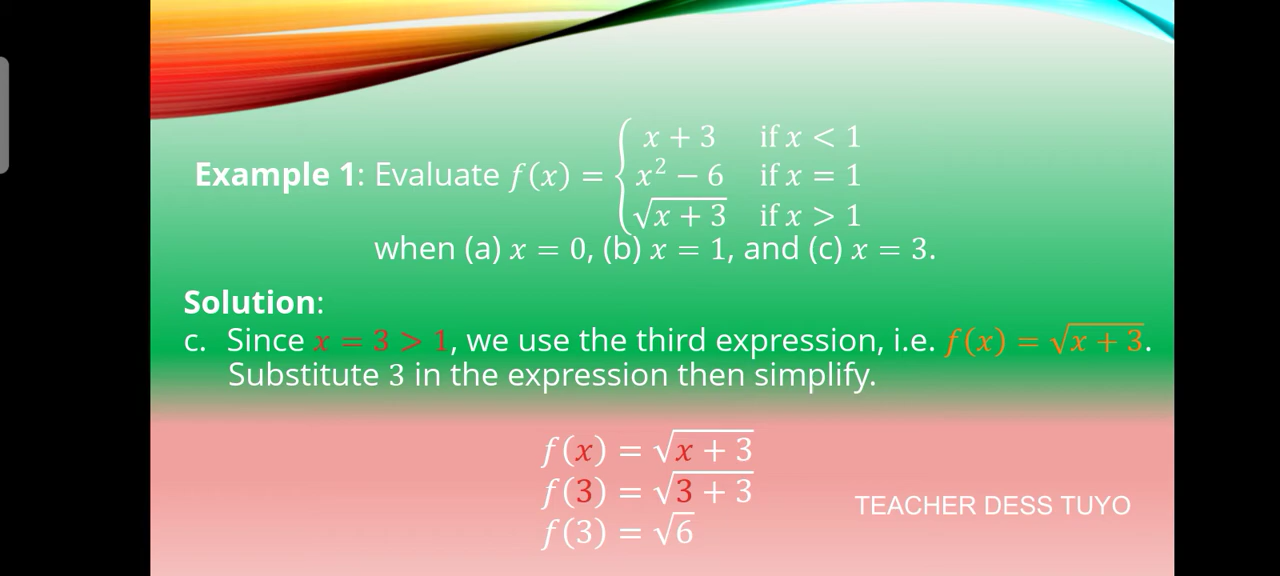 x + 3 if x < 1
Example 1: Evaluate f(x) = { x² − 6 if x = 1
√(x + 3) if x > 1
when (a) x = 0, (b) x = 1, and (c) x = 3.
Solution:
c. Since x = 3 > 1, we use the third expression, i.e. f(x) = √(x + 3).
Substitute 3 in the expression then simplify.
f(x) = √(x + 3)
f(3) = √(3 + 3)
f(3) = √6
TEACHER DESS TUYO